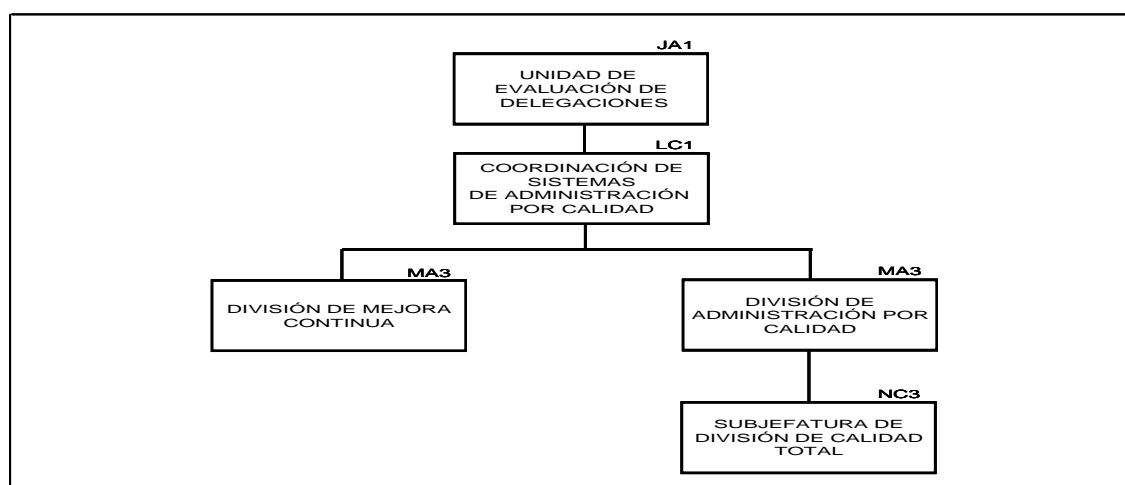 JA1
UNIDAD DE
EVALUACIÓN DE
DELEGACIONES
LC1
COORDINACIÓN DE
SISTEMAS
DE ADMINISTRACIÓN
POR CALIDAD
MA3
DIVISIÓN DE MEJORA
CONTINUA
MA3
DIVISIÓN DE
ADMINISTRACIÓN POR
CALIDAD
NC3
SUBJEFATURA DE
DIVISIÓN DE CALIDAD
TOTAL